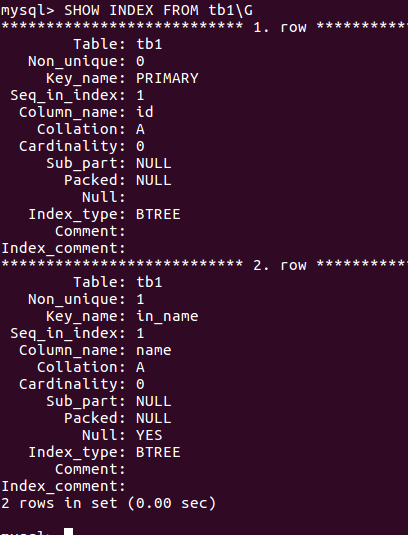 mysql> SHOW INDEX FROM tb1\G
*************************** 1. row ***********
Table: tb1
Non_unique: 0
Key_name: PRIMARY
Seq_in_index: 1
Column_name: id
Collation: A
Cardinality: 0
Sub_part: NULL
Packed: NULL
Null:
Index_type: BTREE
Comment:
Index_comment:
*************************** 2. row ***********
Table: tb1
Non_unique: 1
Key_name: in_name
Seq_in_index: 1
Column_name: name
Collation: A
Cardinality: 0
Sub_part: NULL
Packed: NULL
Null: YES
Index_type: BTREE
Comment:
Index_comment:
2 rows in set (0.00 sec)
mysql>